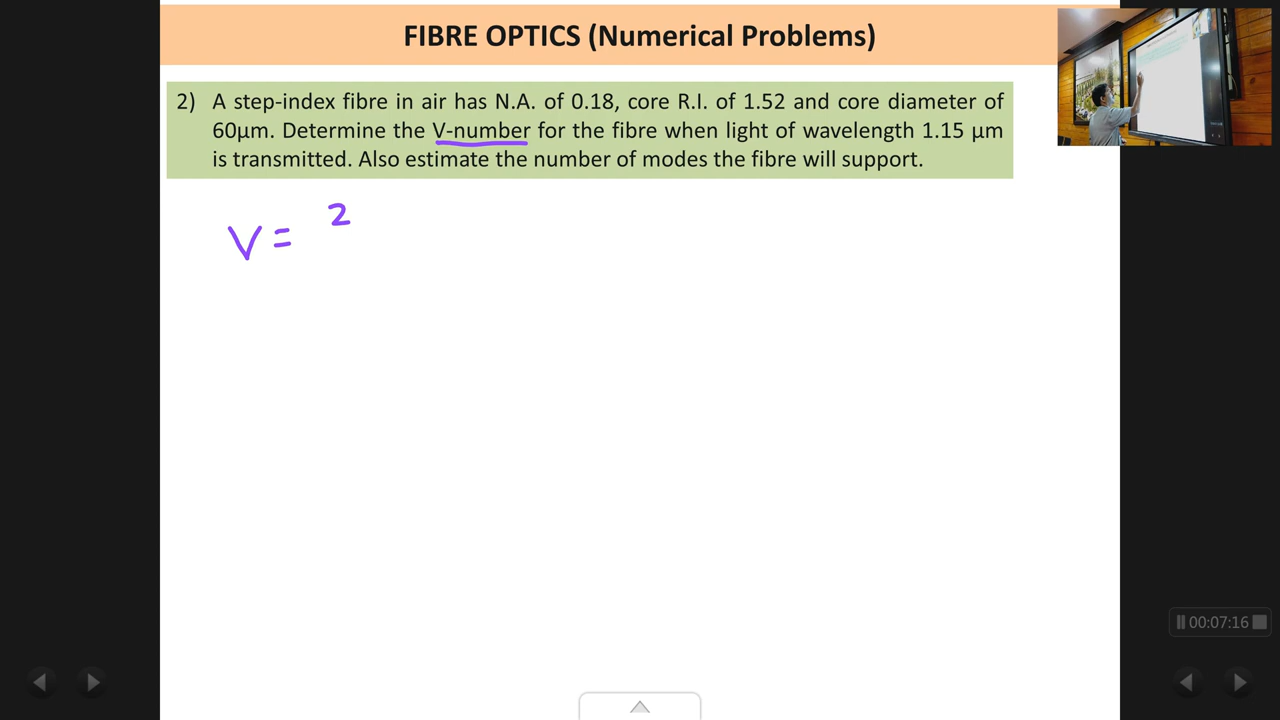 FIBRE OPTICS (Numerical Problems)
2) A step-index fibre in air has N.A. of 0.18, core R.I. of 1.52 and core diameter of
60μm. Determine the V-number for the fibre when light of wavelength 1.15 μm
is transmitted. Also estimate the number of modes the fibre will support.
V = 2
00:07:16